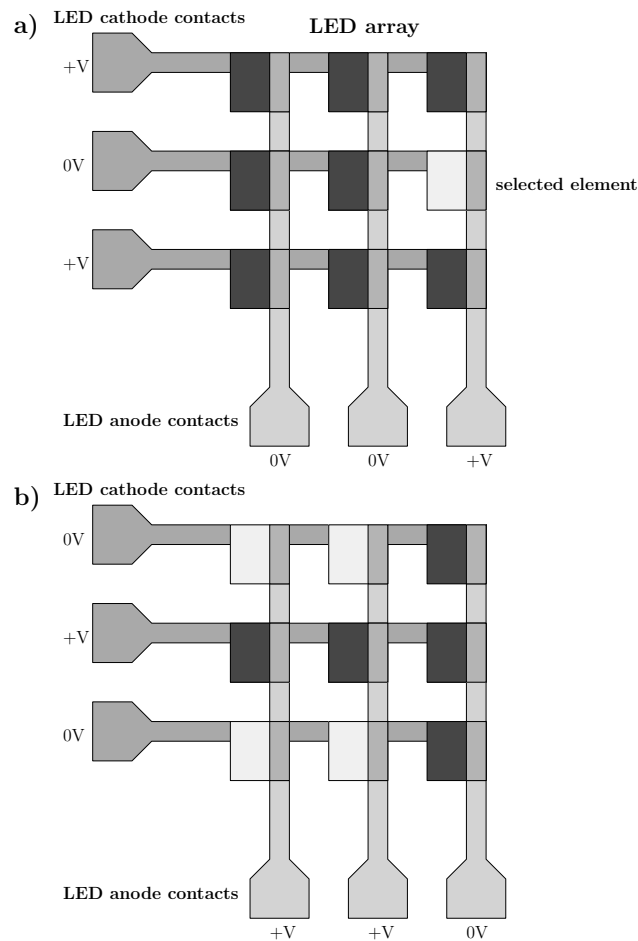 a)
LED cathode contacts
LED array
+V
0V
selected element
+V
LED anode contacts
0V 0V +V
b)
LED cathode contacts
0V
+V
0V
LED anode contacts
+V +V 0V